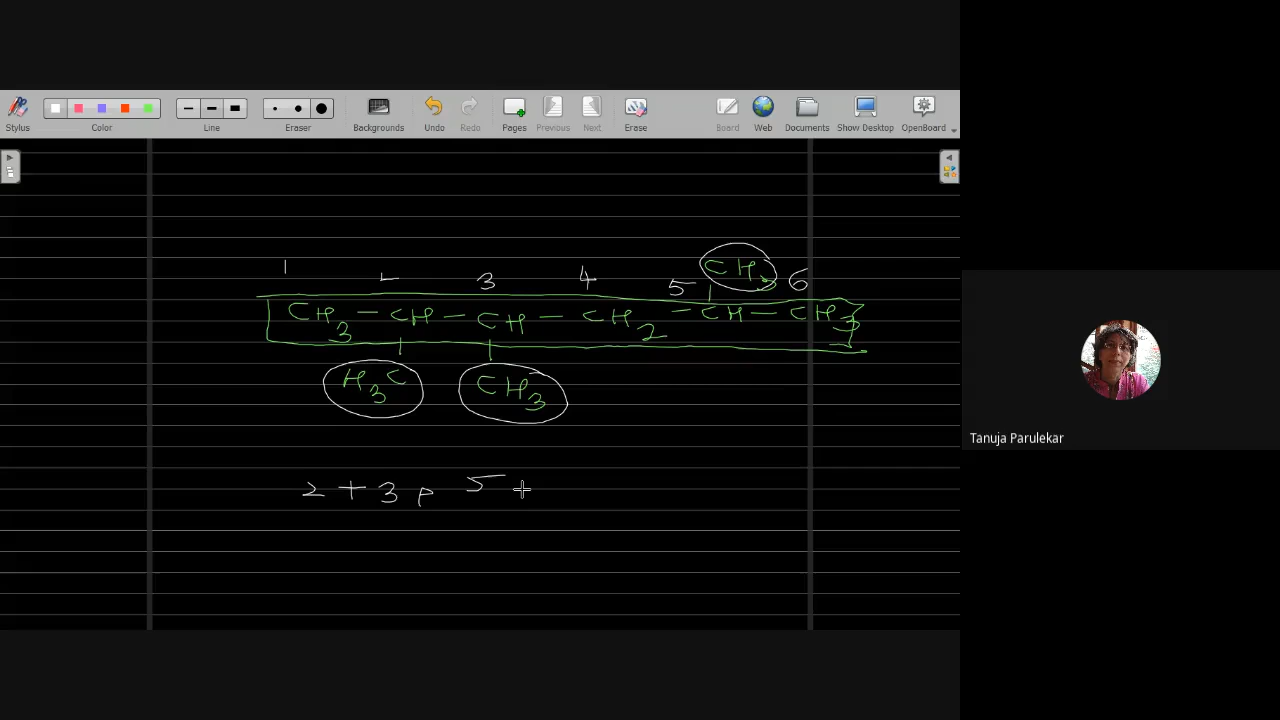 Stylus Color Line Eraser Backgrounds Undo Redo Pages Previous Next Erase Board Web Documents Show Desktop OpenBoard
CH3
1 2 3 4 5 6
CH3 - CH - CH - CH2 - CH - CH3
H3C CH3
2 + 3 , 5
Tanuja Parulekar